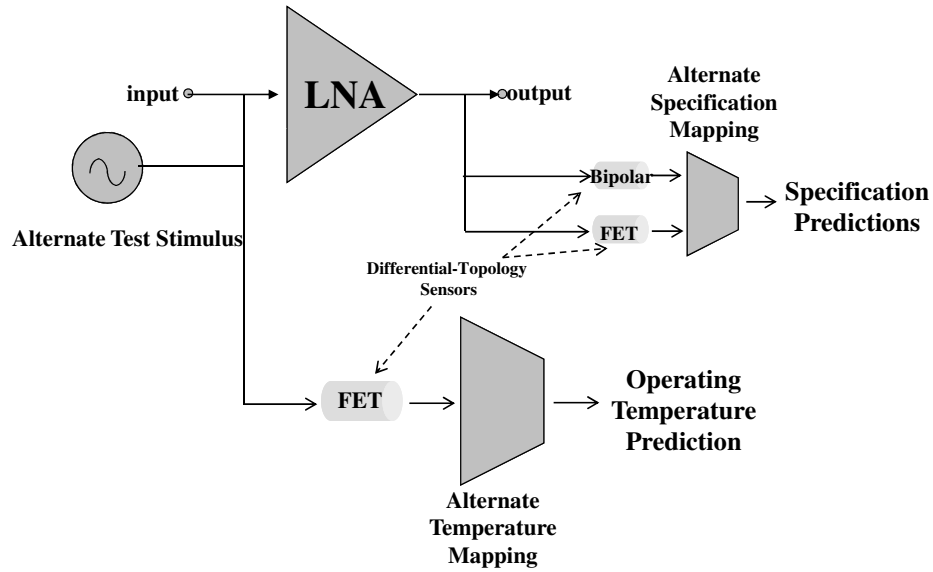 input
LNA
output
Alternate
Specification
Mapping
Bipolar
FET
Specification
Predictions
Alternate Test Stimulus
Differential-Topology
Sensors
FET
Operating
Temperature
Prediction
Alternate
Temperature
Mapping